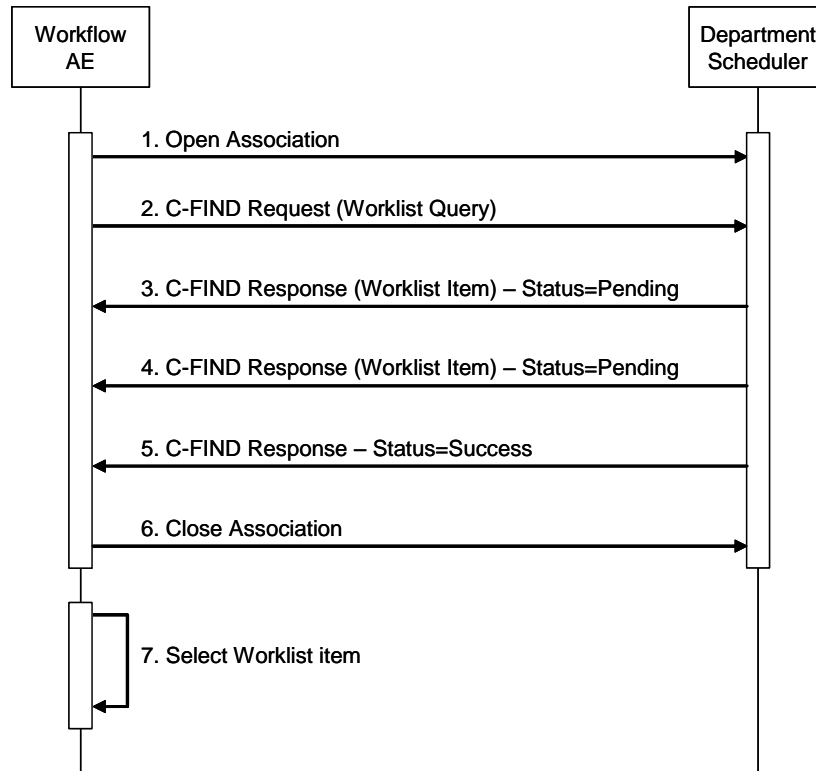 Workflow
AE
Department
Scheduler
1. Open Association
2. C-FIND Request (Worklist Query)
3. C-FIND Response (Worklist Item) – Status=Pending
4. C-FIND Response (Worklist Item) – Status=Pending
5. C-FIND Response – Status=Success
6. Close Association
7. Select Worklist item